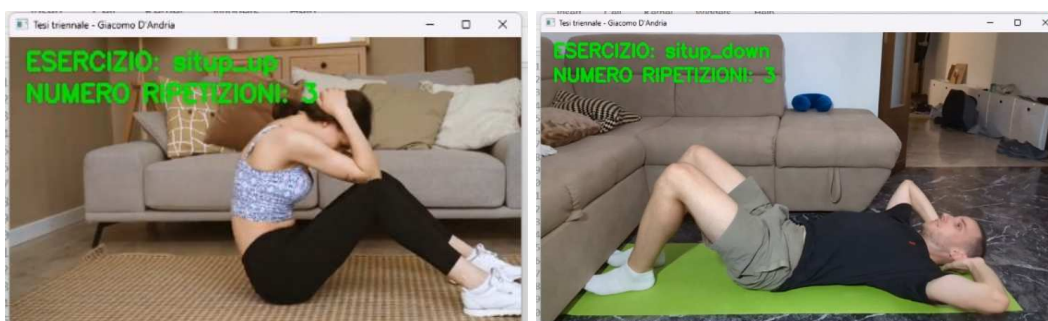 Tesi triennale - Giacomo D'Andria
ESERCIZIO: situp_up
NUMERO RIPETIZIONI: 3
Tesi triennale - Giacomo D'Andria
ESERCIZIO: situp_down
NUMERO RIPETIZIONI: 3